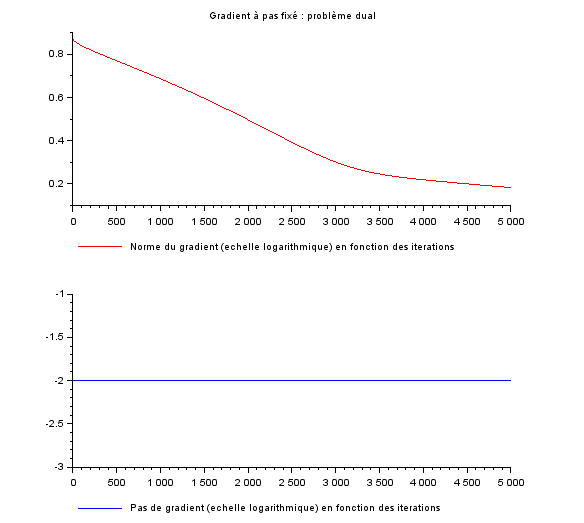 Gradient à pas fixé : problème dual
0.8
0.6
0.4
0.2
0 500 1 000 1 500 2 000 2 500 3 000 3 500 4 000 4 500 5 000
Norme du gradient (echelle logarithmique) en fonction des iterations
-1
-1.5
-2
-2.5
-3
0 500 1 000 1 500 2 000 2 500 3 000 3 500 4 000 4 500 5 000
Pas de gradient (echelle logarithmique) en fonction des iterations